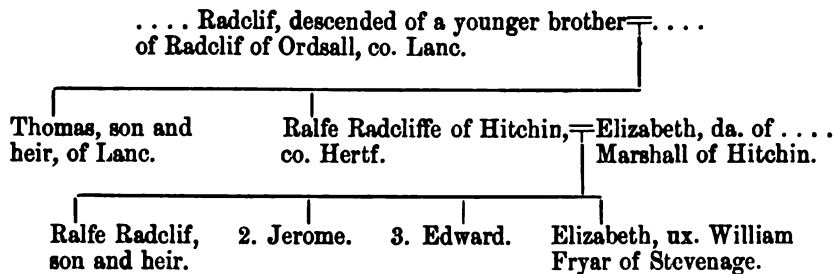 .... Radclif, descended of a younger brother ....
of Radclif of Ordsall, co. Lanc.
Thomas, son and
heir, of Lanc.
Ralfe Radcliffe of Hitchin,
co. Hertf.
Elizabeth, da. of ....
Marshall of Hitchin.
Ralfe Radclif,
son and heir.
2. Jerome.
3. Edward.
Elizabeth, ux. William
Fryar of Stevenage.